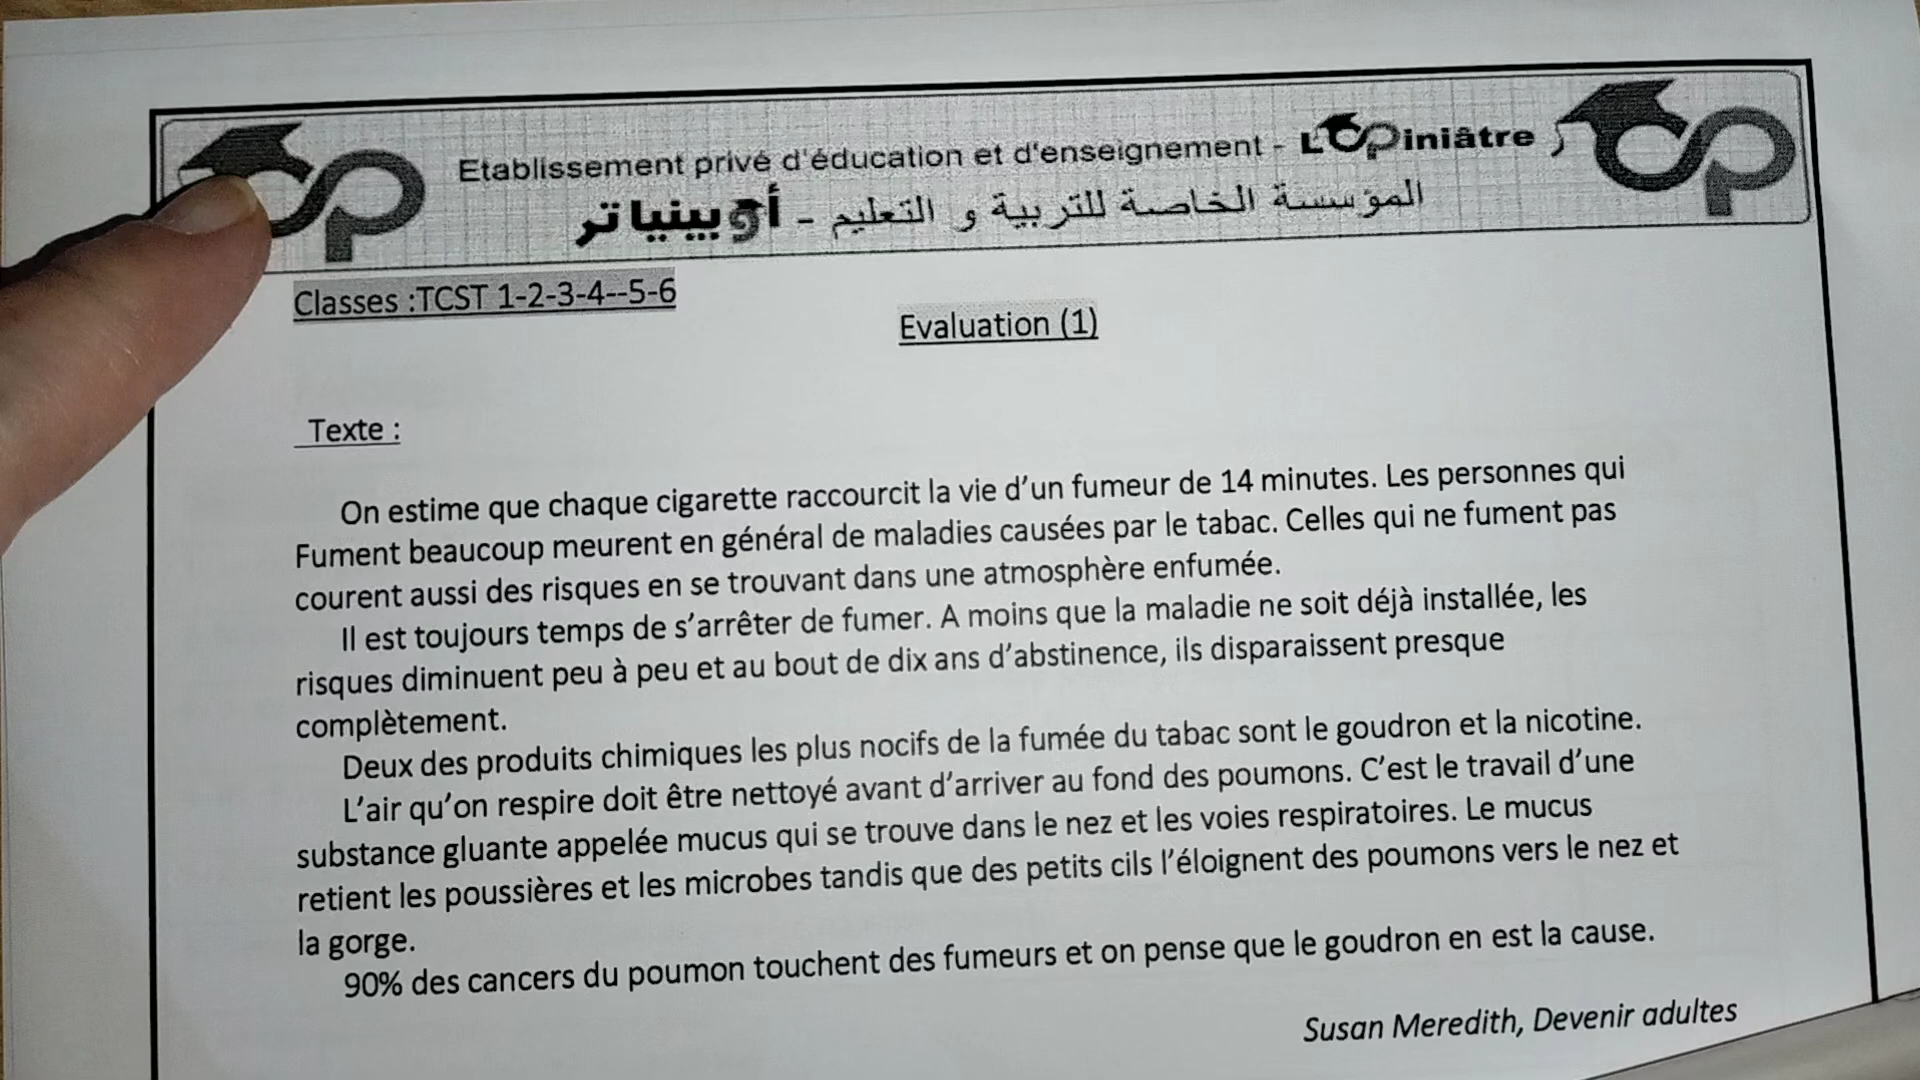 Etablissement privé d'éducation et d'enseignement - L'OPiniâtre
المؤسسة الخاصة للتربية و التعليم - أوبينياتر
Classes :TCST 1-2-3-4--5-6
Evaluation (1)
Texte :
On estime que chaque cigarette raccourcit la vie d'un fumeur de 14 minutes. Les personnes qui
Fument beaucoup meurent en général de maladies causées par le tabac. Celles qui ne fument pas
courent aussi des risques en se trouvant dans une atmosphère enfumée.
Il est toujours temps de s'arrêter de fumer. A moins que la maladie ne soit déjà installée, les
risques diminuent peu à peu et au bout de dix ans d'abstinence, ils disparaissent presque
complètement.
Deux des produits chimiques les plus nocifs de la fumée du tabac sont le goudron et la nicotine.
L'air qu'on respire doit être nettoyé avant d'arriver au fond des poumons. C'est le travail d'une
substance gluante appelée mucus qui se trouve dans le nez et les voies respiratoires. Le mucus
retient les poussières et les microbes tandis que des petits cils l'éloignent des poumons vers le nez et
la gorge.
90% des cancers du poumon touchent des fumeurs et on pense que le goudron en est la cause.
Susan Meredith, Devenir adultes